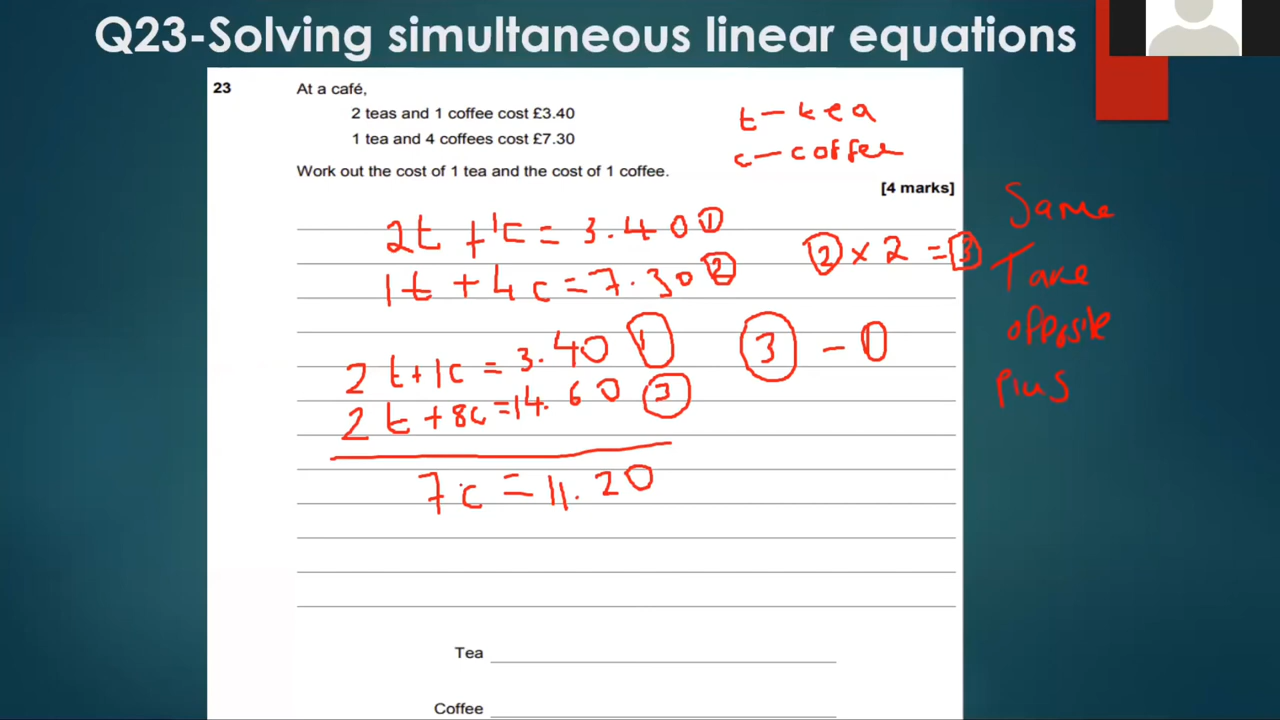 Q23-Solving simultaneous linear equations
23 At a café,
2 teas and 1 coffee cost £3.40
1 tea and 4 coffees cost £7.30
Work out the cost of 1 tea and the cost of 1 coffee.
[4 marks]
t — tea
c — coffee
2t + 1c = 3.40 ①
1t + 4c = 7.30 ②
② × 2 = ③
2t + 1c = 3.40 ①
2t + 8c = 14.60 ③
③ - ①
7c = 11.20
Same
Take
opposite
plus
Tea
Coffee